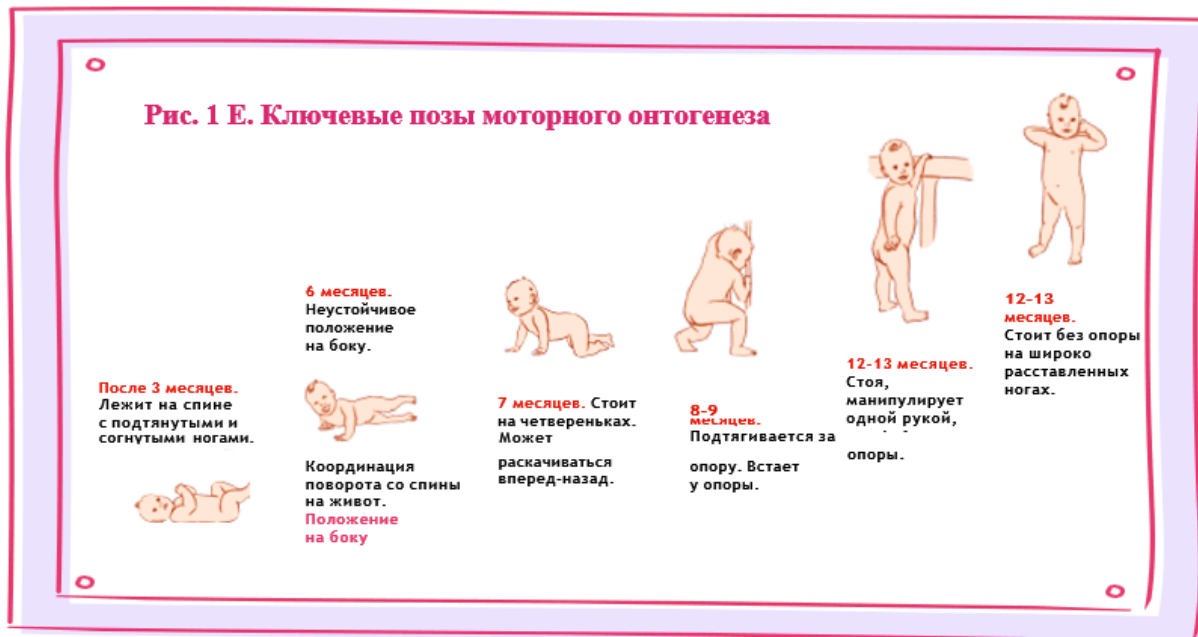 Рис. 1 Е. Ключевые позы моторного онтогенеза
После 3 месяцев.
Лежит на спине
с подтянутыми и
согнутыми ногами.
6 месяцев.
Неустойчивое
положение
на боку.
Координация
поворота со спины
на живот.
Положение
на боку
7 месяцев. Стоит
на четвереньках.
Может
раскачиваться
вперед-назад.
8-9
месяцев.
Подтягивается за
опору. Встает
у опоры.
12-13 месяцев.
Стоя,
манипулирует
одной рукой,
опоры.
12-13
месяцев.
Стоит без опоры
на широко
расставленных
ногах.